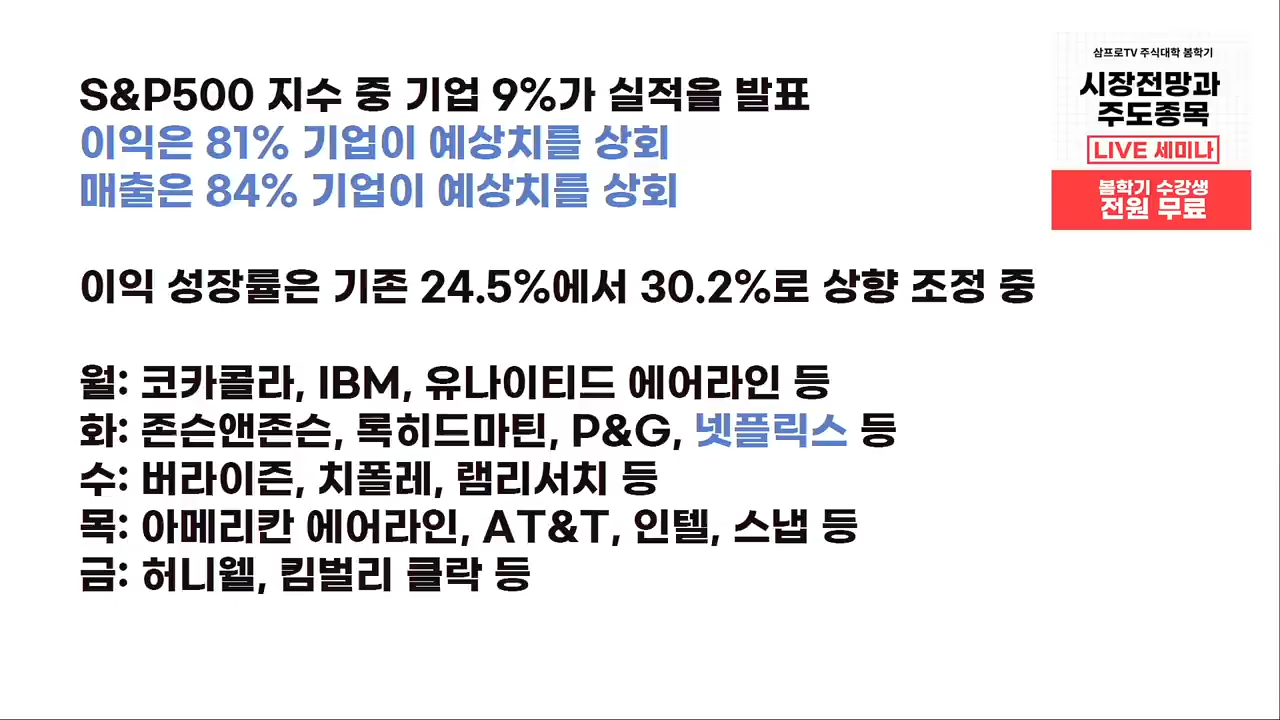 S&P500 지수 중 기업 9%가 실적을 발표
이익은 81% 기업이 예상치를 상회
매출은 84% 기업이 예상치를 상회
이익 성장률은 기존 24.5%에서 30.2%로 상향 조정 중
월: 코카콜라, IBM, 유나이티드 에어라인 등
화: 존슨앤존슨, 록히드마틴, P&G, 넷플릭스 등
수: 버라이즌, 치폴레, 램리서치 등
목: 아메리칸 에어라인, AT&T, 인텔, 스냅 등
금: 허니웰, 킴벌리 클락 등
삼프로TV 주식대학 봄학기
시장전망과
주도종목
LIVE 세미나
봄학기 수강생
전원 무료